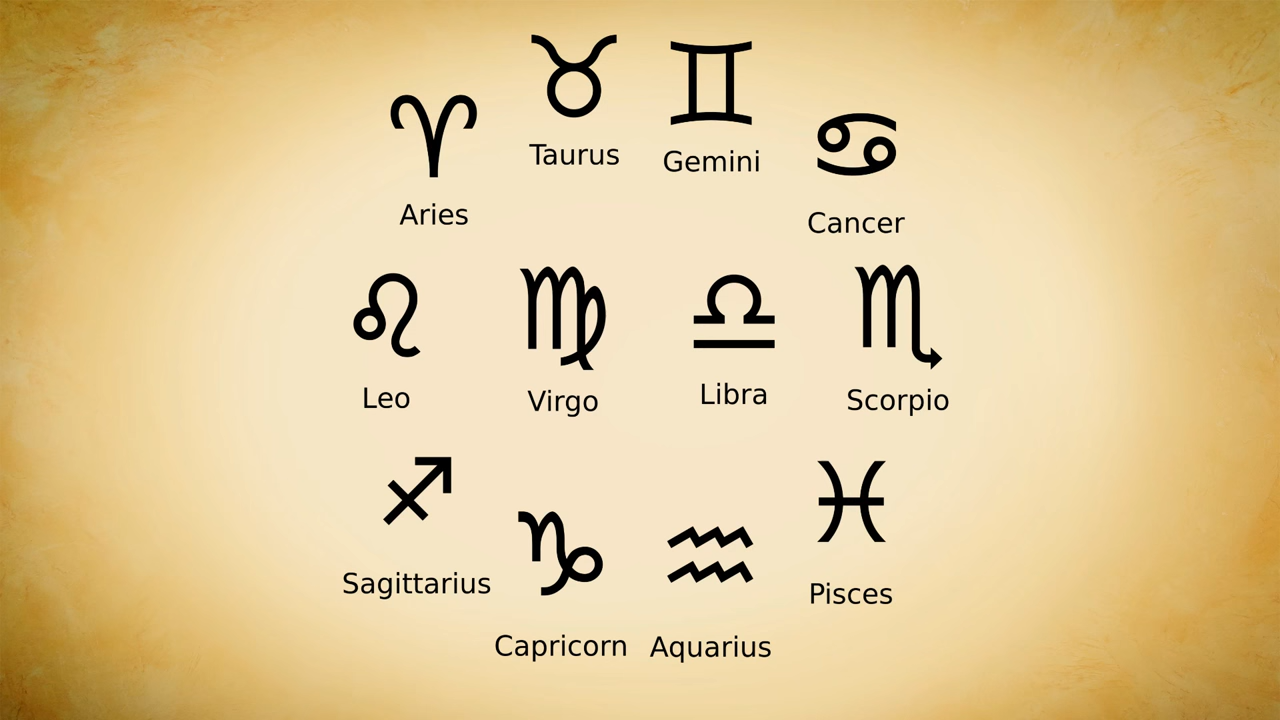 Taurus
Gemini
Aries
Cancer
Leo
Virgo
Libra
Scorpio
Sagittarius
Pisces
Capricorn
Aquarius